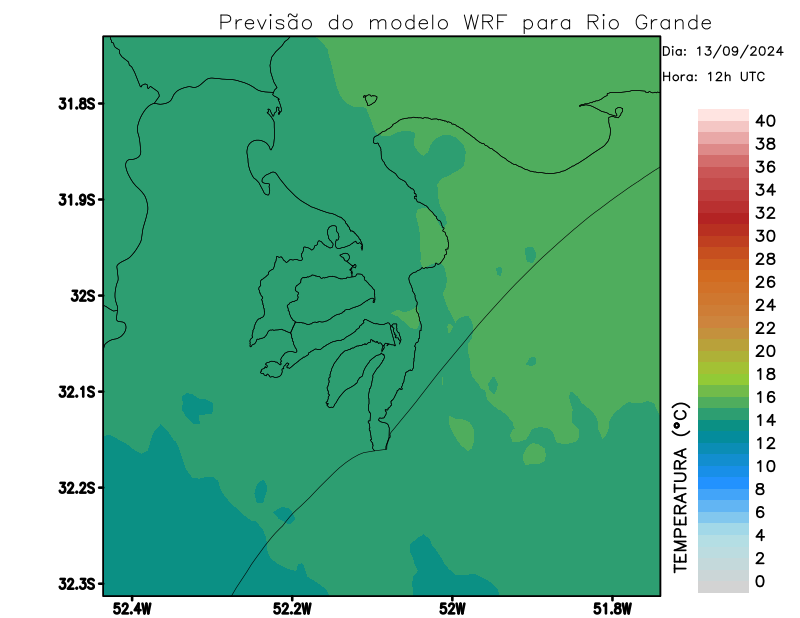 Previsão do modelo WRF para Rio Grande
Dia: 13/09/2024
Hora: 12h UTC
31.8S
31.9S
32S
32.1S
32.2S
32.3S
52.4W
52.2W
52W
51.8W
TEMPERATURA (°C)
40
38
36
34
32
30
28
26
24
22
20
18
16
14
12
10
8
6
4
2
0